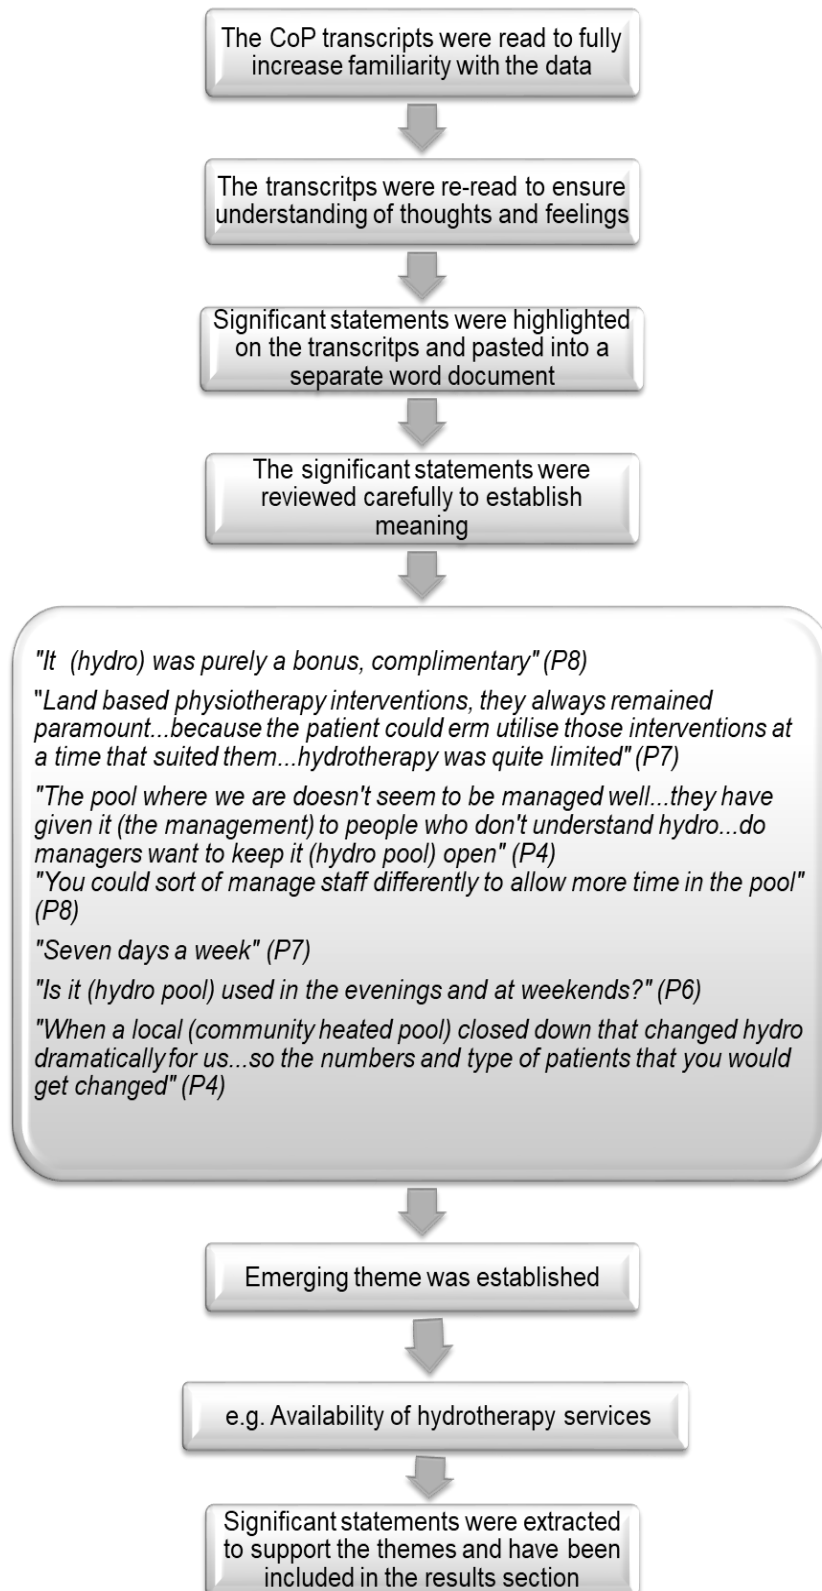 The CoP transcripts were read to fully
increase familiarity with the data
The transcritps were re-read to ensure
understanding of thoughts and feelings
Significant statements were highlighted
on the transcritps and pasted into a
separate word document
The significant statements were
reviewed carefully to establish
meaning
"It (hydro) was purely a bonus, complimentary" (P8)
"Land based physiotherapy interventions, they always remained
paramount...because the patient could erm utilise those interventions at
a time that suited them...hydrotherapy was quite limited" (P7)
"The pool where we are doesn't seem to be managed well...they have
given it (the management) to people who don't understand hydro...do
managers want to keep it (hydro pool) open" (P4)
"You could sort of manage staff differently to allow more time in the pool"
(P8)
"Seven days a week" (P7)
"Is it (hydro pool) used in the evenings and at weekends?" (P6)
"When a local (community heated pool) closed down that changed hydro
dramatically for us...so the numbers and type of patients that you would
get changed" (P4)
Emerging theme was established
e.g. Availability of hydrotherapy services
Significant statements were extracted
to support the themes and have been
included in the results section